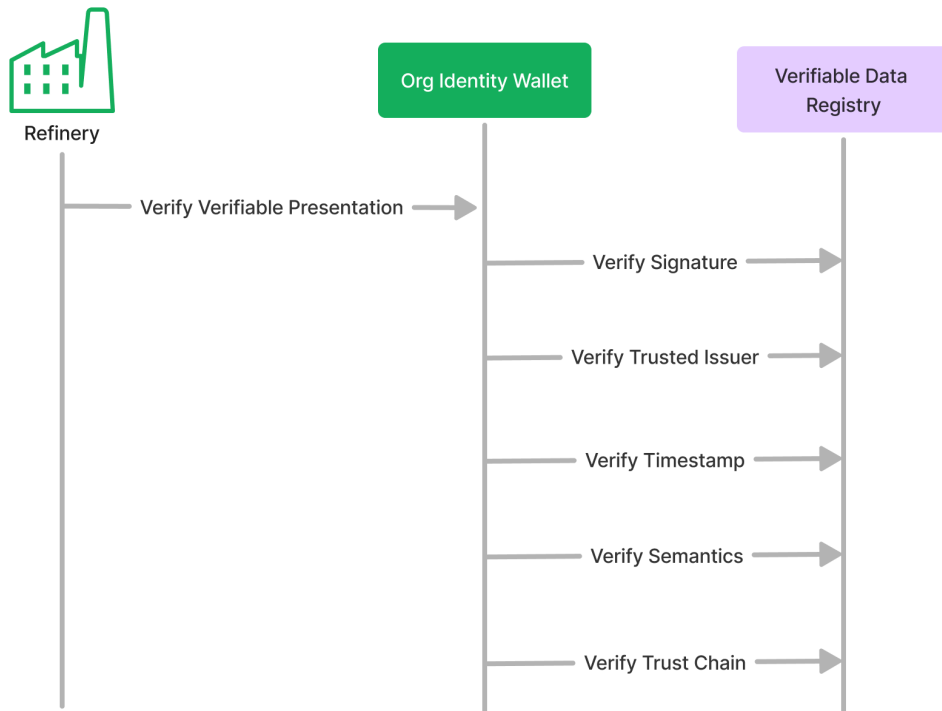 Refinery
Org Identity Wallet
Verifiable Data
Registry
Verify Verifiable Presentation
Verify Signature
Verify Trusted Issuer
Verify Timestamp
Verify Semantics
Verify Trust Chain